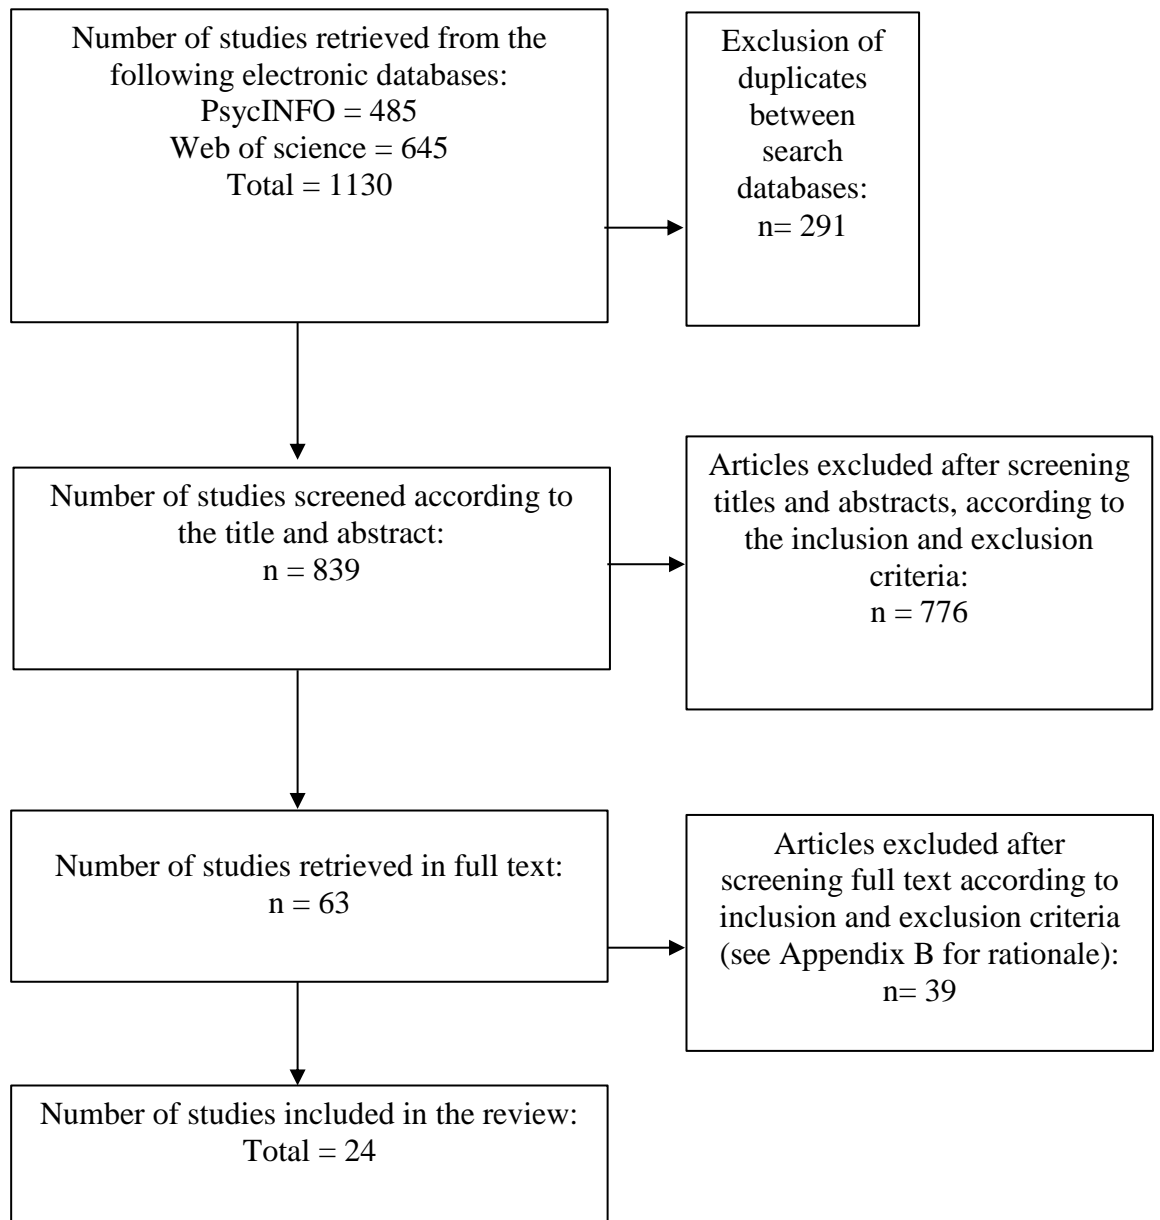 Number of studies retrieved from the
following electronic databases:
PsycINFO = 485
Web of science = 645
Total = 1130
Exclusion of
duplicates
between
search
databases:
n= 291
Number of studies screened according to
the title and abstract:
n = 839
Articles excluded after screening
titles and abstracts, according to
the inclusion and exclusion
criteria:
n = 776
Number of studies retrieved in full text:
n = 63
Articles excluded after
screening full text according to
inclusion and exclusion criteria
(see Appendix B for rationale):
n= 39
Number of studies included in the review:
Total = 24